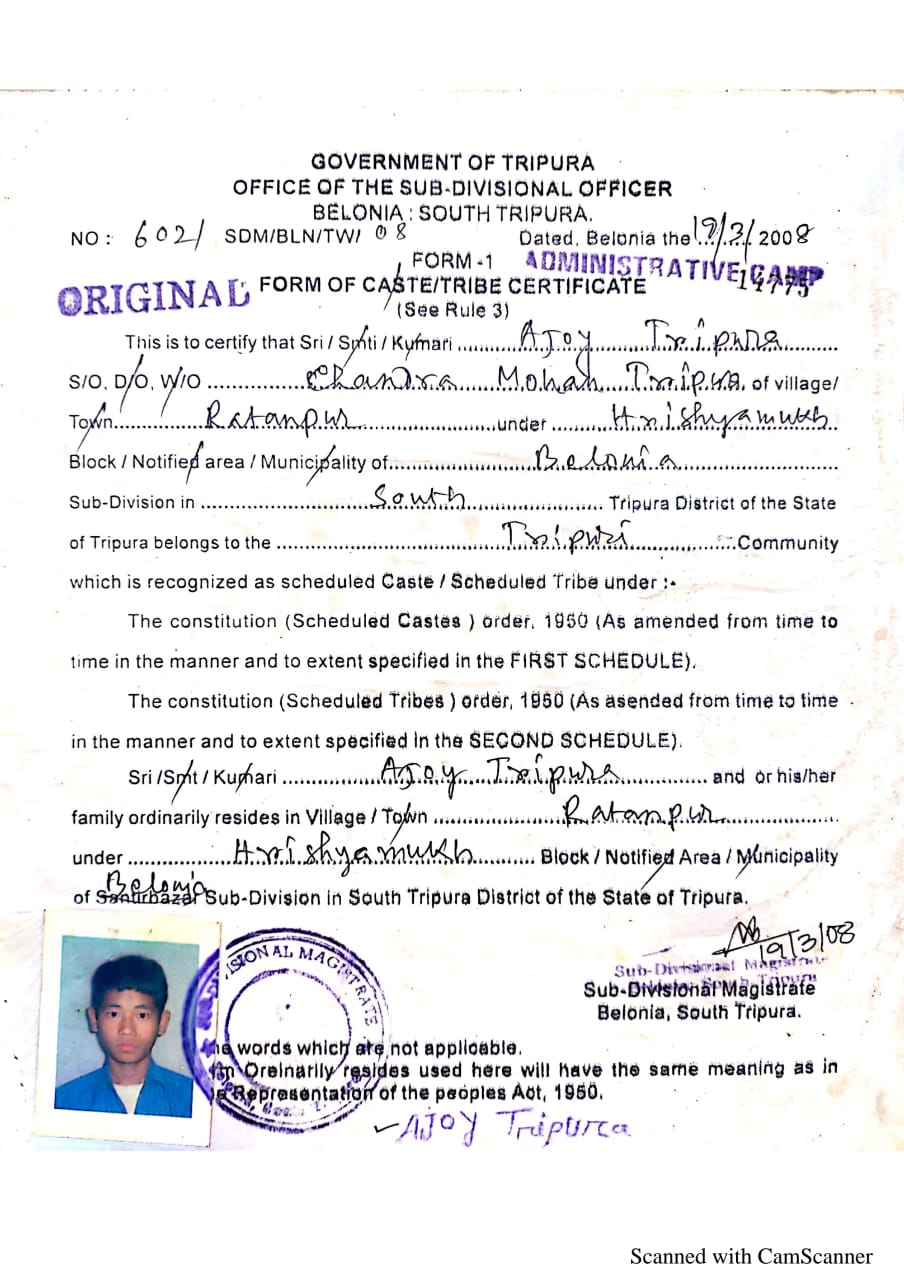 GOVERNMENT OF TRIPURA
OFFICE OF THE SUB-DIVISIONAL OFFICER
BELONIA : SOUTH TRIPURA.
NO : 602/ SDM/BLN/TW/ 08 Dated, Belonia the 19/3/ 2008
FORM -1 ADMINISTRATIVE CAMP
ORIGINAL FORM OF CASTE/TRIBE CERTIFICATE
(See Rule 3)
This is to certify that Sri / Smti / Kumari ........... Ajoy ........... Tripura ...........
S/O, D/O, W/O ................ Chandra Mohan Tripura, of village/
Town .............. Ratanpur ........................,under .......... Hrishyamukh
Block / Notified area / Municipality of ........................ Belonia ........................
Sub-Division in ........................ South ........................ Tripura District of the State
of Tripura belongs to the ........................ Tripuri ........................ Community
which is recognized as scheduled Caste / Scheduled Tribe under :-
The constitution (Scheduled Castes ) order, 1950 (As amended from time to
time in the manner and to extent specified in the FIRST SCHEDULE).
The constitution (Scheduled Tribes ) order, 1950 (As asended from time to time
in the manner and to extent specified in the SECOND SCHEDULE).
Sri /Smt / Kumari ................ Ajoy Tripura ................ and or his/her
family ordinarily resides in Village / Town ................ Ratanpur ................
under ................ Hrishyamukh .......... Block / Notified Area / Municipality
Belonia
of Santirbazar Sub-Division in South Tripura District of the State of Tripura.
19/3/08
Sub-Divisional Magistrate
Sub-Divisional Magistrate
Belonia, South Tripura.
DIVISIONAL MAGISTRATE
he words which are not applicable.
Oreinarily resides used here will have the same meaning as in
Representation of the peoples Act, 1950.
AJOY Tripura
Scanned with CamScanner